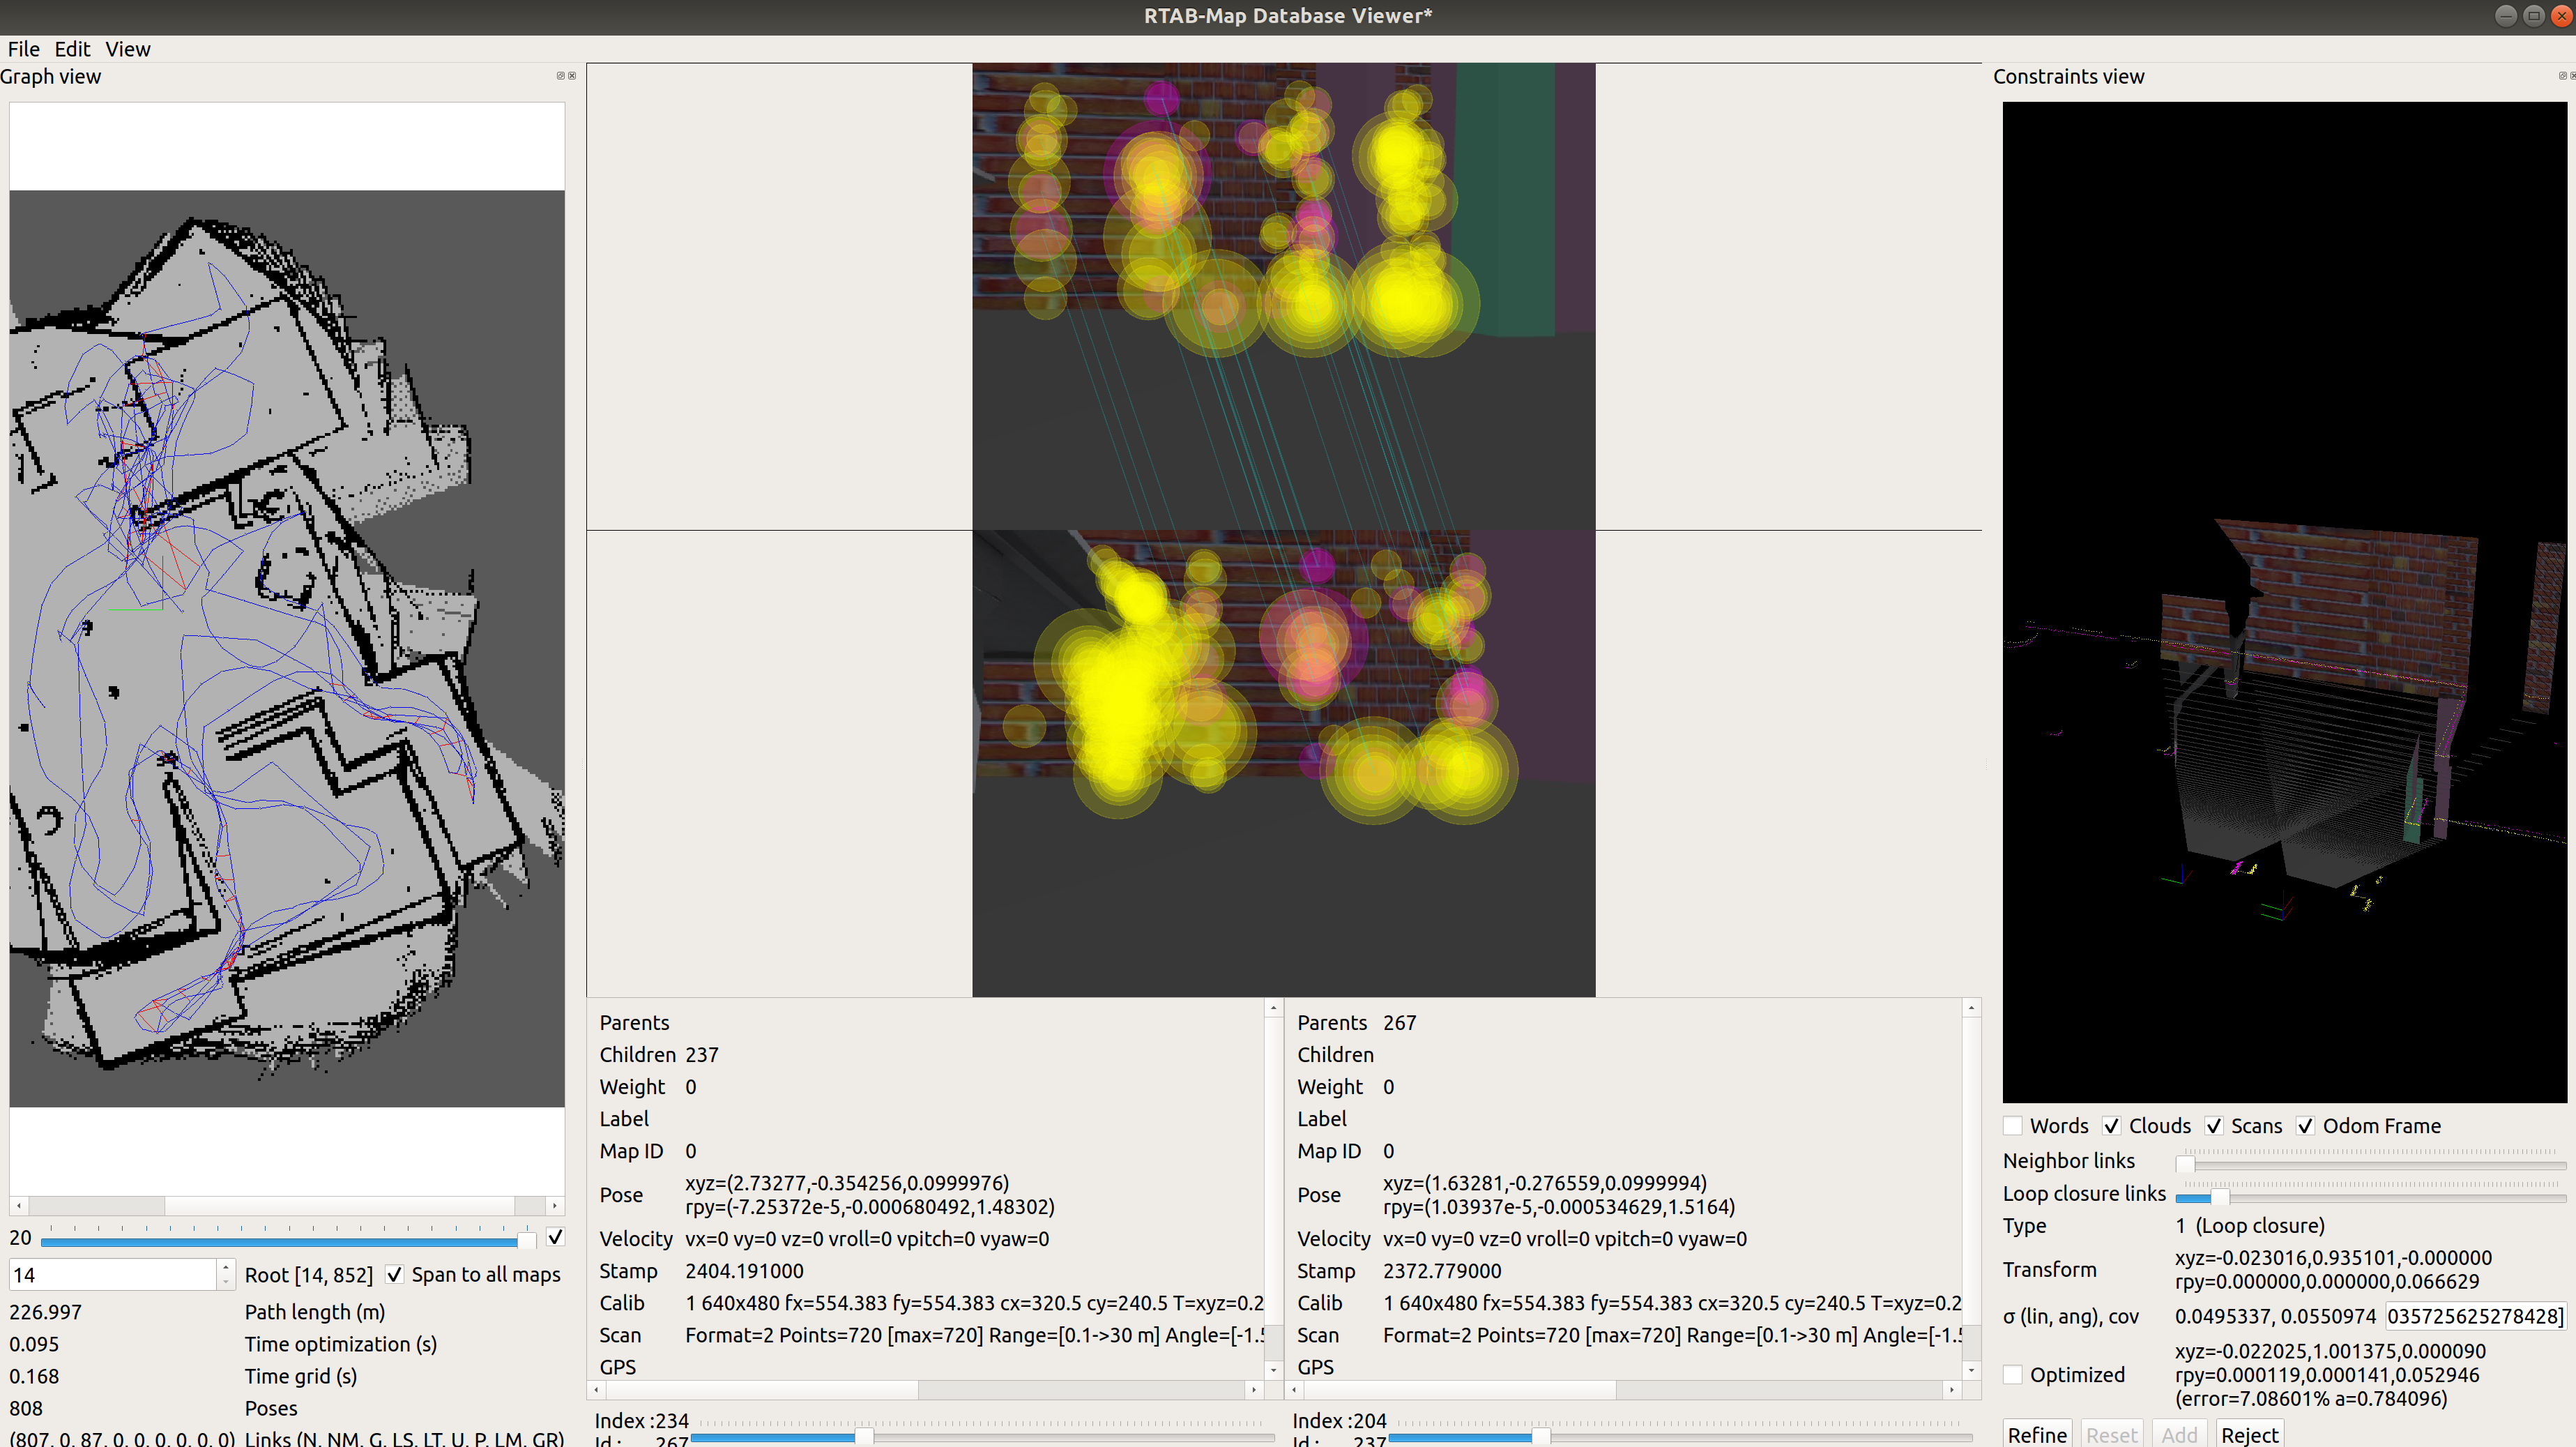 RTAB-Map Database Viewer*
File Edit View
Graph view
Constraints view
20
14
Root [14, 852] Span to all maps
226.997 Path length (m)
0.095 Time optimization (s)
0.168 Time grid (s)
808 Poses
(807, 0, 87, 0, 0, 0, 0, 0, 0) Links (N, NM, G, LS, LT, U, P, LM, GR)
Parents
Children 237
Weight 0
Label
Map ID 0
Pose xyz=(2.73277,-0.354256,0.0999976)
rpy=(-7.25372e-5,-0.000680492,1.48302)
Velocity vx=0 vy=0 vz=0 vroll=0 vpitch=0 vyaw=0
Stamp 2404.191000
Calib 1 640x480 fx=554.383 fy=554.383 cx=320.5 cy=240.5 T=xyz=0.2
Scan Format=2 Points=720 [max=720] Range=[0.1->30 m] Angle=[-1.5
GPS
Index :234
Id : 267
Parents 267
Children
Weight 0
Label
Map ID 0
Pose xyz=(1.63281,-0.276559,0.0999994)
rpy=(1.03937e-5,-0.000534629,1.5164)
Velocity vx=0 vy=0 vz=0 vroll=0 vpitch=0 vyaw=0
Stamp 2372.779000
Calib 1 640x480 fx=554.383 fy=554.383 cx=320.5 cy=240.5 T=xyz=0.2
Scan Format=2 Points=720 [max=720] Range=[0.1->30 m] Angle=[-1.5
GPS
Index :204
Id : 237
Words Clouds Scans Odom Frame
Neighbor links
Loop closure links
Type 1 (Loop closure)
Transform xyz=-0.023016,0.935101,-0.000000
rpy=0.000000,0.000000,0.066629
σ (lin, ang), cov 0.0495337, 0.0550974 035725625278428]
Optimized xyz=-0.022025,1.001375,0.000090
rpy=0.000119,0.000141,0.052946
(error=7.08601% a=0.784096)
Refine Reset Add Reject